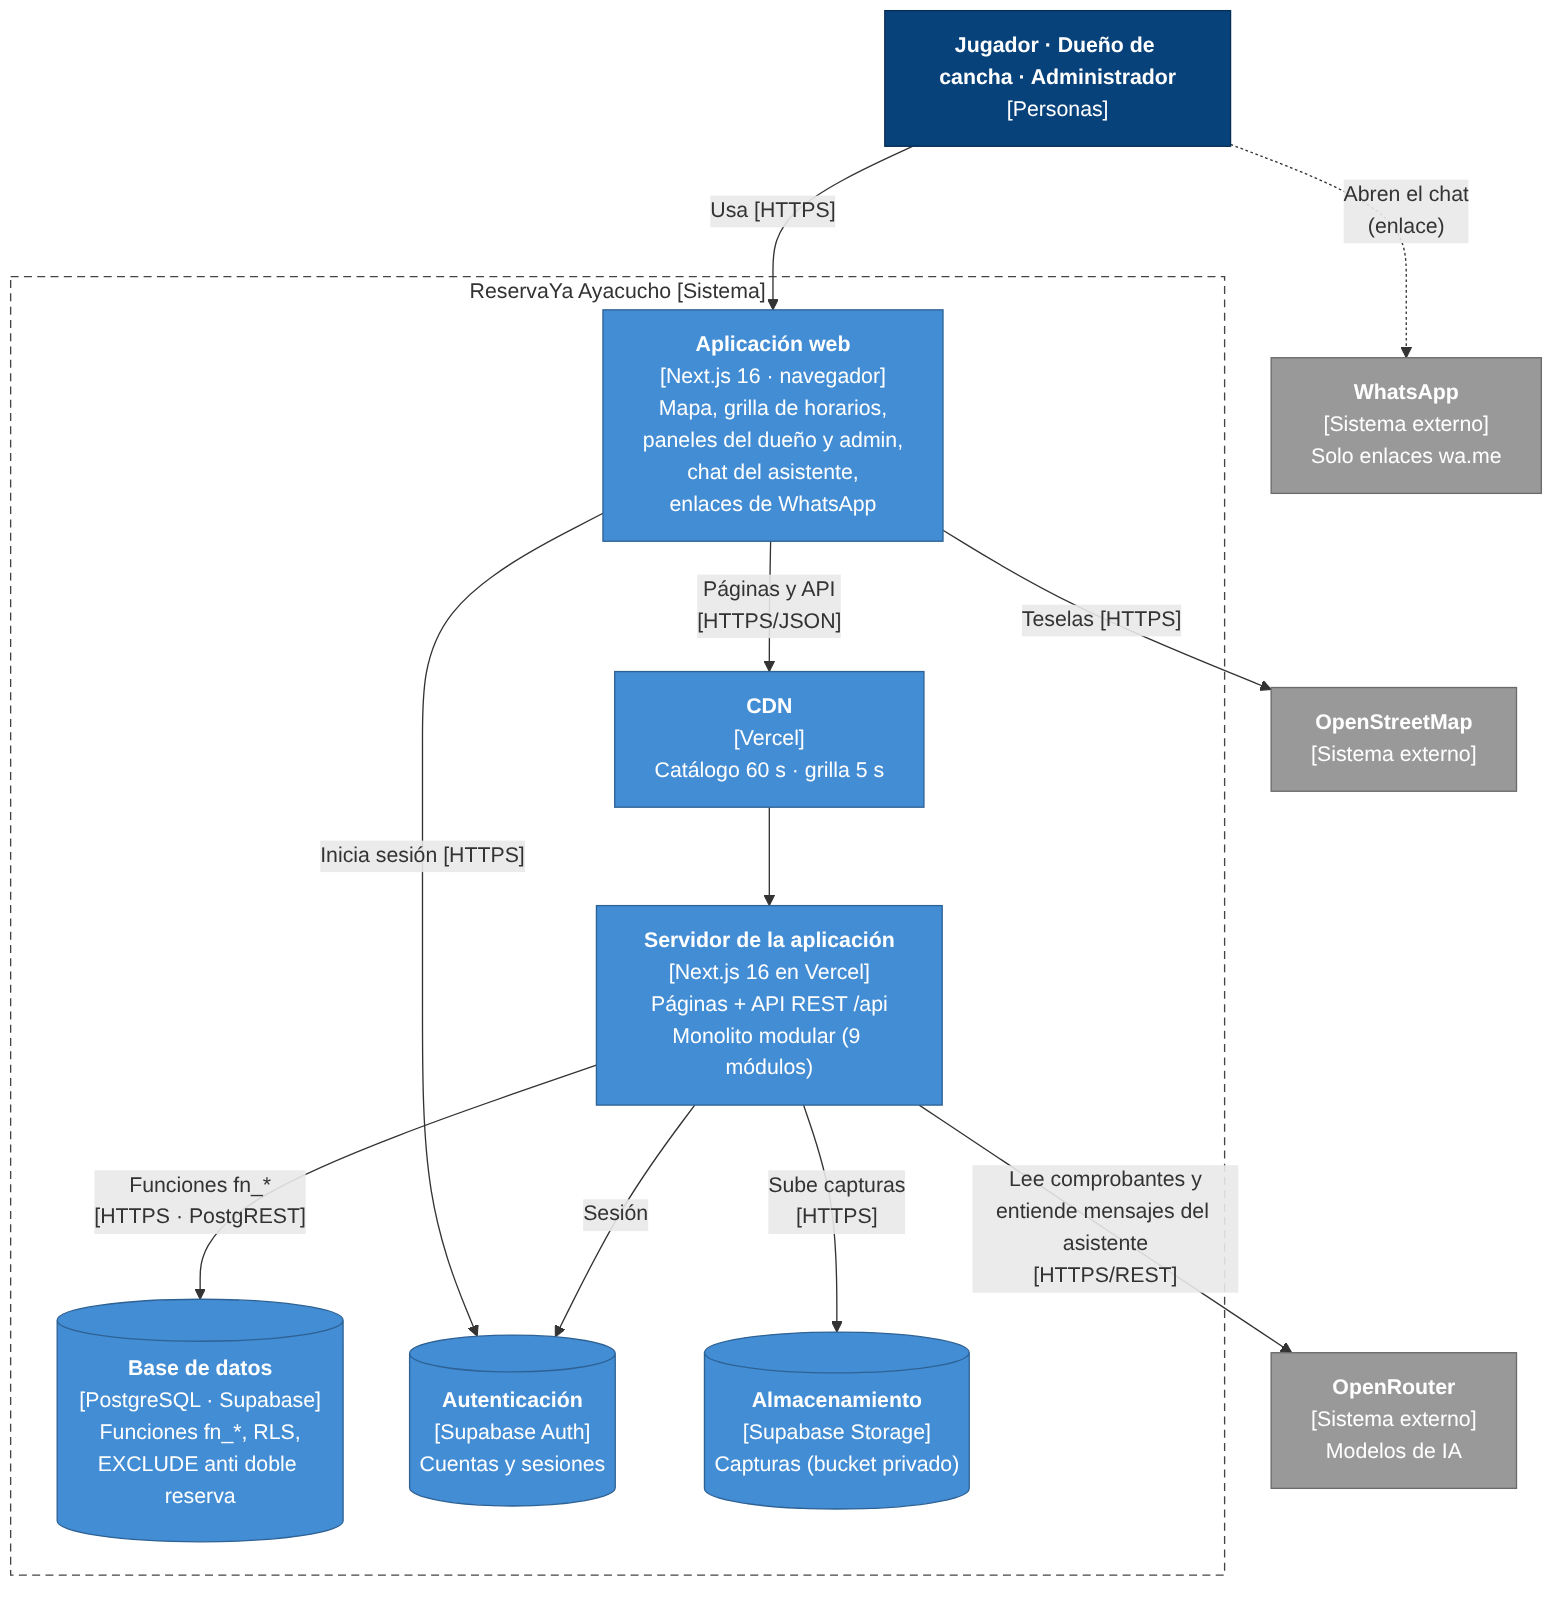 Jugador · Dueño de
cancha · Administrador
[Personas]
Usa [HTTPS]
Abren el chat
(enlace)
ReservaYa Ayacucho [Sistema]
Aplicación web
[Next.js 16 · navegador]
Mapa, grilla de horarios,
paneles del dueño y admin,
chat del asistente,
enlaces de WhatsApp
WhatsApp
[Sistema externo]
Solo enlaces wa.me
Páginas y API
[HTTPS/JSON]
Teselas [HTTPS]
CDN
[Vercel]
Catálogo 60 s · grilla 5 s
OpenStreetMap
[Sistema externo]
Inicia sesión [HTTPS]
Servidor de la aplicación
[Next.js 16 en Vercel]
Páginas + API REST /api
Monolito modular (9
módulos)
Funciones fn_*
[HTTPS · PostgREST]
Sesión
Sube capturas
[HTTPS]
Lee comprobantes y
entiende mensajes del
asistente
[HTTPS/REST]
Base de datos
[PostgreSQL · Supabase]
Funciones fn_*, RLS,
EXCLUDE anti doble
reserva
Autenticación
[Supabase Auth]
Cuentas y sesiones
Almacenamiento
[Supabase Storage]
Capturas (bucket privado)
OpenRouter
[Sistema externo]
Modelos de IA